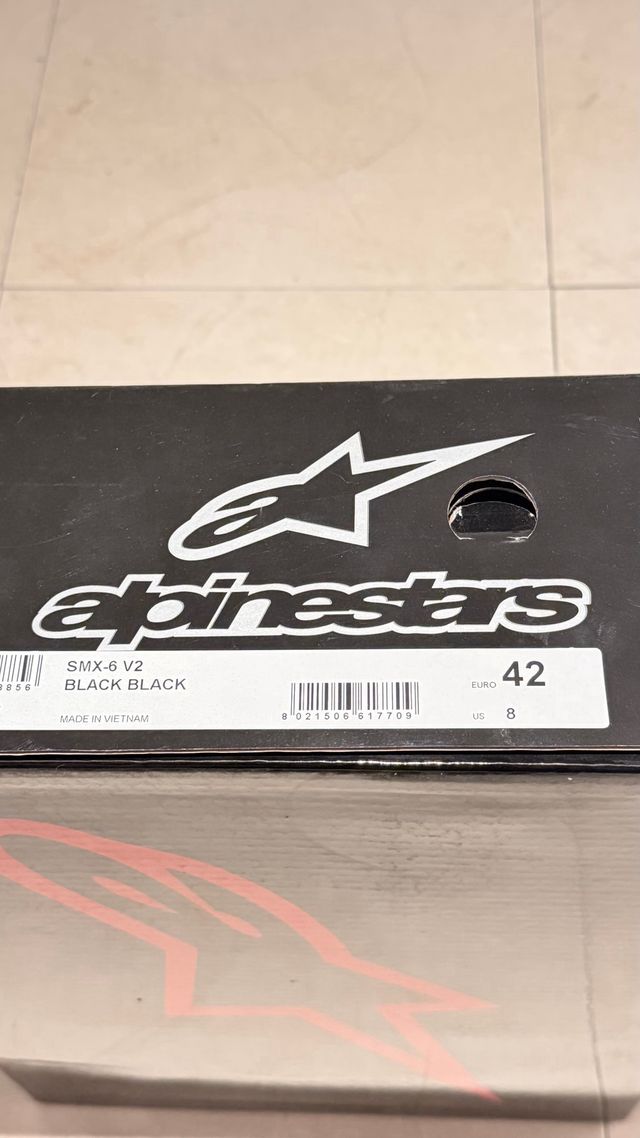 alpinestars
SMX-6 V2
BLACK BLACK
MADE IN VIETNAM
8 021506 617709
EURO 42
US 8